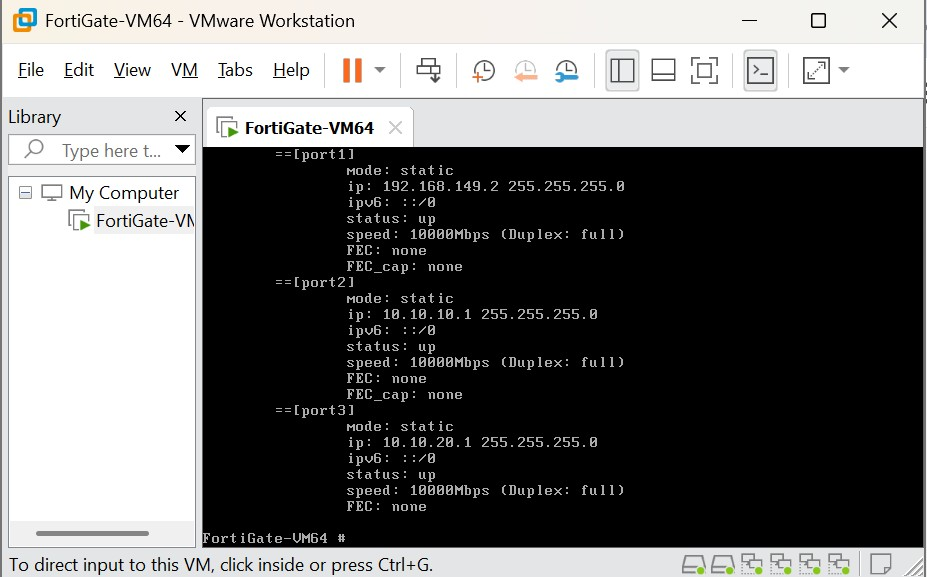 FortiGate-VM64 - VMware Workstation
File Edit View VM Tabs Help
Library
FortiGate-VM64
Type here t...
My Computer
FortiGate-VM
==[port1]
mode: static
ip: 192.168.149.2 255.255.255.0
ipv6: ::/0
status: up
speed: 10000Mbps (Duplex: full)
FEC: none
FEC_cap: none
==[port2]
mode: static
ip: 10.10.10.1 255.255.255.0
ipv6: ::/0
status: up
speed: 10000Mbps (Duplex: full)
FEC: none
FEC_cap: none
==[port3]
mode: static
ip: 10.10.20.1 255.255.255.0
ipv6: ::/0
status: up
speed: 10000Mbps (Duplex: full)
FEC: none
FortiGate-VM64 #
To direct input to this VM, click inside or press Ctrl+G.